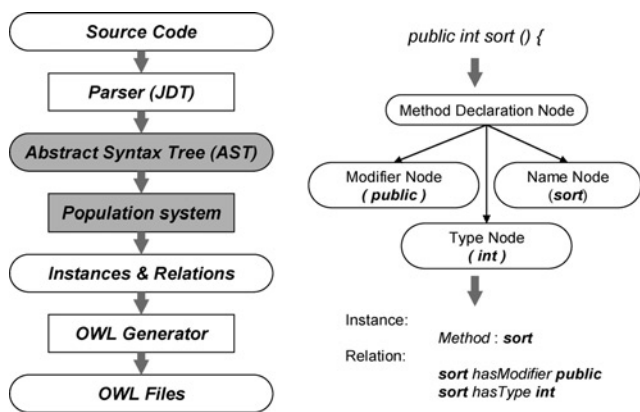 Source Code
Parser (JDT)
Abstract Syntax Tree (AST)
Population system
Instances & Relations
OWL Generator
OWL Files
public int sort () {
Method Declaration Node
Modifier Node
( public )
Name Node
(sort)
Type Node
( int )
Instance:
Method : sort
Relation:
sort hasModifier public
sort hasType int